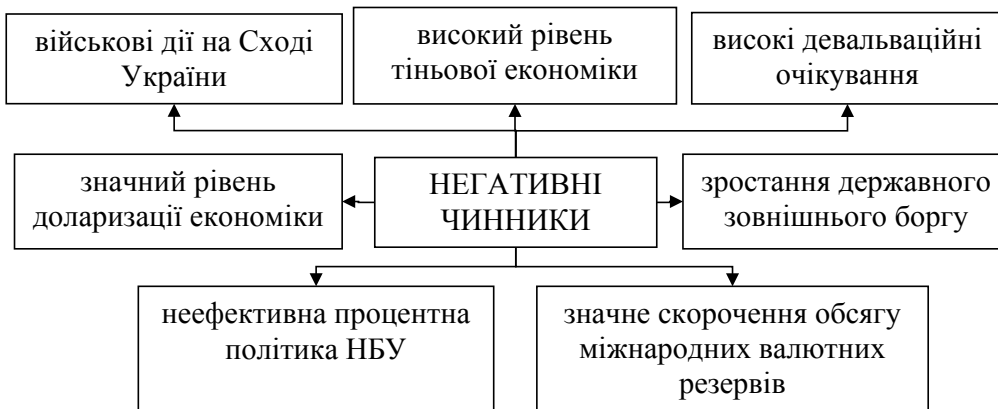 військові дії на Сході
України
високий рівень
тіньової економіки
високі девальваційні
очікування
значний рівень
доларизації економіки
НЕГАТИВНІ
ЧИННИКИ
зростання державного
зовнішнього боргу
неефективна процентна
політика НБУ
значне скорочення обсягу
міжнародних валютних
резервів